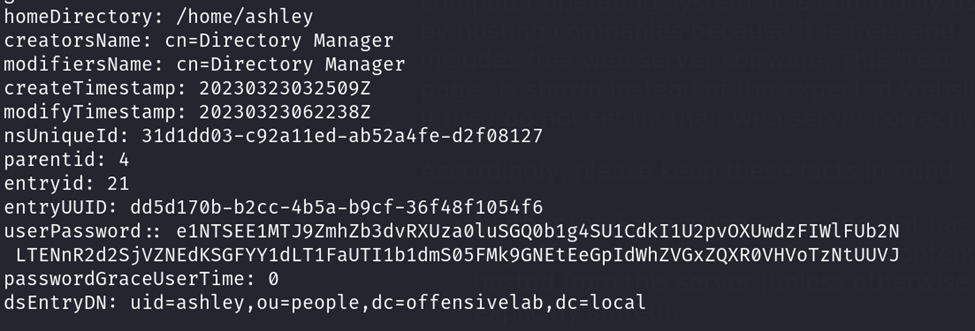 homeDirectory: /home/ashley
creatorsName: cn=Directory Manager
modifiersName: cn=Directory Manager
createTimestamp: 20230323032509Z
modifyTimestamp: 20230323062238Z
nsUniqueId: 31d1dd03-c92a11ed-ab52a4fe-d2f08127
parentid: 4
entryid: 21
entryUUID: dd5d170b-b2cc-4b5a-b9cf-36f48f1054f6
userPassword:: e1NTSEE1MTJ9ZmhZb3dvRXUza0luSGQ0b1g4SU1CdkI1U2pvOXUwdzFIWlFUb2N
LTENnR2d2SjVZNEdKSGFYY1dLT1FaUTI1b1dmS05FMk9GNEtEeGpIdWhZVGxZQXR0VHVoTzNtUUVJ
passwordGraceUserTime: 0
dsEntryDN: uid=ashley,ou=people,dc=offensivelab,dc=local